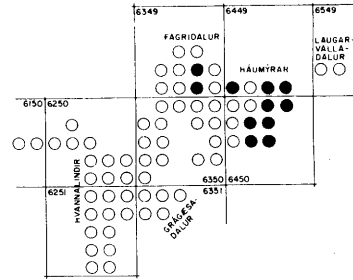 6349
6449
6549
FAGRIDALUR
LAUGAR-
VALLA-
DALUR
HÁUMÝRAR
6150
6250
HVANNALINDIR
6251
6350
6450
6351
GRÁGÆSA-
DALUR